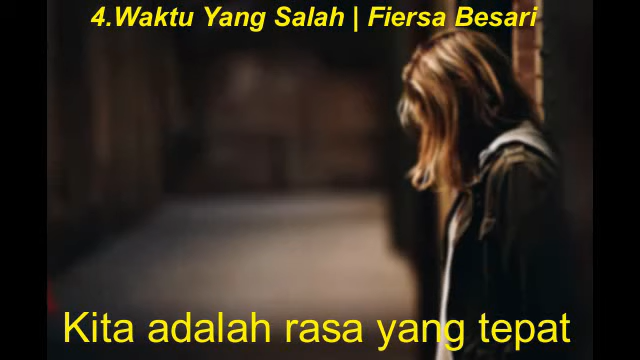 4.Waktu Yang Salah | Fiersa Besari
Kita adalah rasa yang tepat